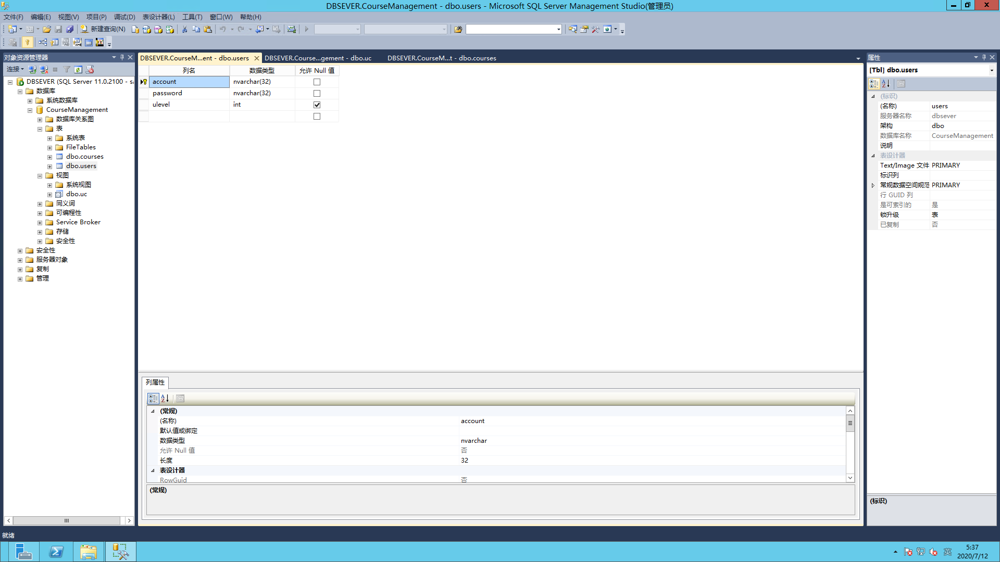 DBSEVER.CourseManagement - dbo.users - Microsoft SQL Server Management Studio(管理员)
文件(F) 编辑(E) 视图(V) 项目(P) 调试(D) 表设计器(L) 工具(T) 窗口(W) 帮助(H)
新建查询(N)
对象资源管理器
连接
DBSEVER (SQL Server 11.0.2100 - sa
数据库
系统数据库
CourseManagement
数据库关系图
表
系统表
FileTables
dbo.courses
dbo.users
视图
系统视图
dbo.uc
同义词
可编程性
Service Broker
存储
安全性
安全性
服务器对象
复制
管理
DBSEVER.CourseM...ent - dbo.users DBSEVER.Course...gement - dbo.uc DBSEVER.CourseM...t - dbo.courses
列名 数据类型 允许 Null 值
account nvarchar(32)
password nvarchar(32)
ulevel int
列属性
(常规)
(名称) account
默认值或绑定
数据类型 nvarchar
允许 Null 值 否
长度 32
表设计器
RowGuid 否
(常规)
属性
[Tbl] dbo.users
(标识)
(名称) users
服务器名称 dbsever
架构 dbo
数据库名称 CourseManagement
说明
表设计器
Text/Image 文件 PRIMARY
标识列
常规数据空间规范 PRIMARY
行 GUID 列
是可索引的 是
锁升级 表
已复制 否
(标识)
就绪
英
5:37
2020/7/12